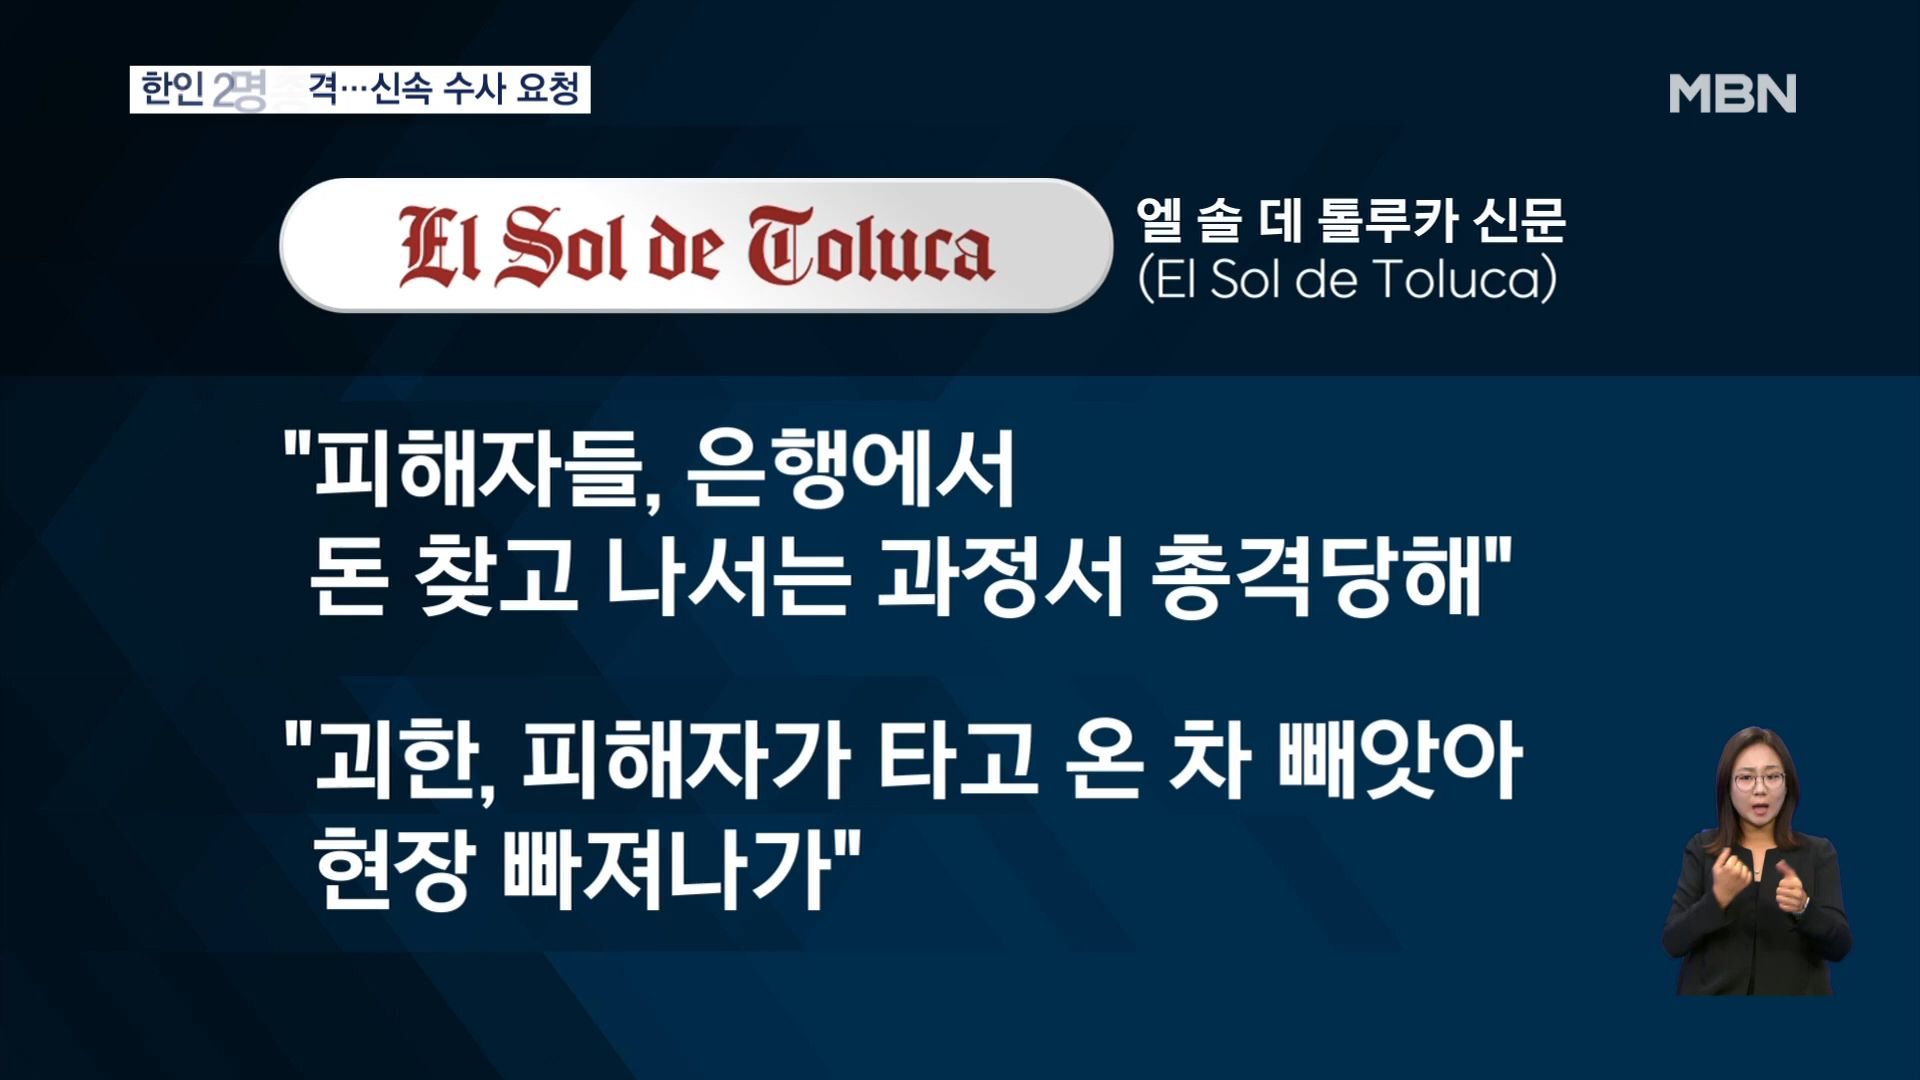 한인 2명 격…신속 수사 요청
MBN
El Sol de Toluca
엘 솔 데 톨루카 신문
(El Sol de Toluca)
"피해자들, 은행에서
돈 찾고 나서는 과정서 총격당해"
"괴한, 피해자가 타고 온 차 빼앗아
현장 빠져나가"